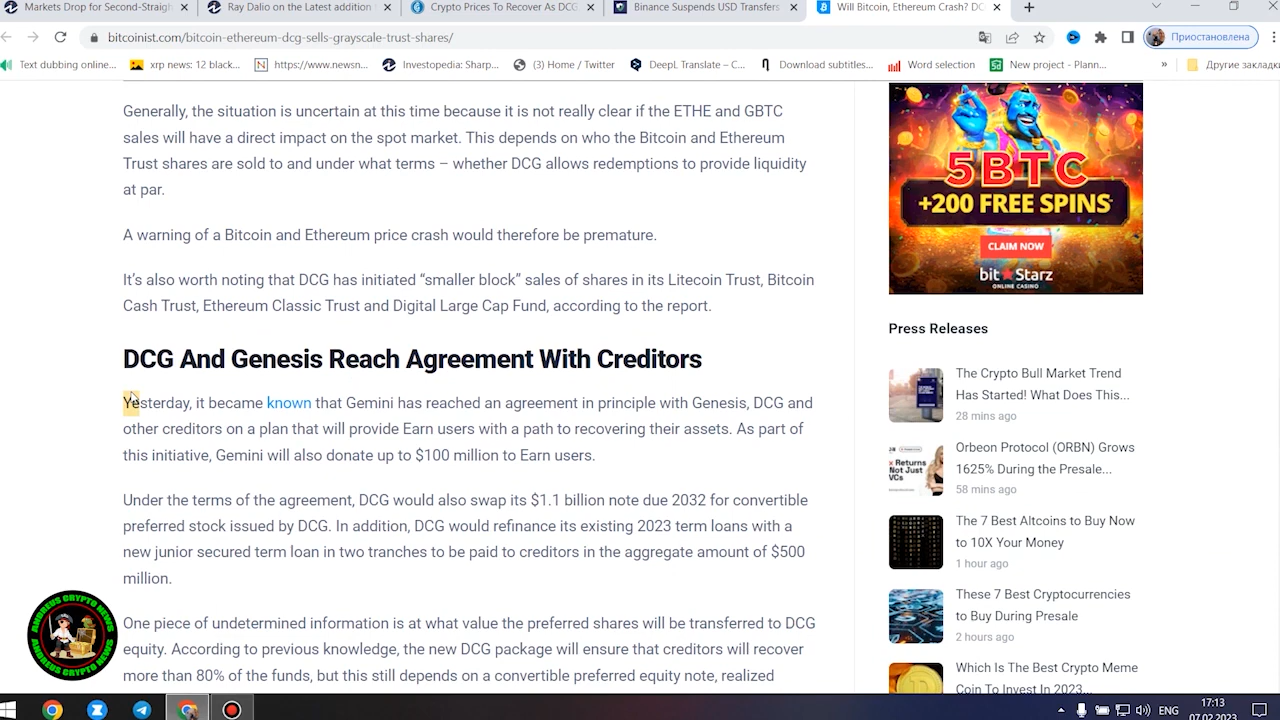 Markets Drop for Second-Straigh
Ray Dalio on the Latest addition
Crypto Prices To Recover As DCG
Binance Suspends USD Transfers
Will Bitcoin, Ethereum Crash? DC
bitcoinist.com/bitcoin-ethereum-dcg-sells-grayscale-trust-shares/
Приостановлена
Text dubbing online...
xrp news: 12 black...
https://www.newsn...
Investopedia: Sharp...
(3) Home / Twitter
DeepL Translate – C...
Download subtitles...
Word selection
New project - Plann...
»
Другие закладки
Generally, the situation is uncertain at this time because it is not really clear if the ETHE and GBTC
sales will have a direct impact on the spot market. This depends on who the Bitcoin and Ethereum
Trust shares are sold to and under what terms – whether DCG allows redemptions to provide liquidity
at par.
A warning of a Bitcoin and Ethereum price crash would therefore be premature.
It's also worth noting that DCG has initiated “smaller block” sales of shares in its Litecoin Trust, Bitcoin
Cash Trust, Ethereum Classic Trust and Digital Large Cap Fund, according to the report.
DCG And Genesis Reach Agreement With Creditors
Yesterday, it became known that Gemini has reached an agreement in principle with Genesis, DCG and
other creditors on a plan that will provide Earn users with a path to recovering their assets. As part of
this initiative, Gemini will also donate up to $100 million to Earn users.
Under the terms of the agreement, DCG would also swap its $1.1 billion note due 2032 for convertible
preferred stock issued by DCG. In addition, DCG would refinance its existing 2023 term loans with a
new junior secured term loan in two tranches to be paid to creditors in the aggregate amount of $500
million.
One piece of undetermined information is at what value the preferred shares will be transferred to DCG
equity. According to previous knowledge, the new DCG package will ensure that creditors will recover
more than 80% of the funds, but this still depends on a convertible preferred equity note, realized
5BTC
+200 FREE SPINS
CLAIM NOW
bit★Starz
ONLINE CASINO
Press Releases
The Crypto Bull Market Trend
Has Started! What Does This...
28 mins ago
x Returns
Not Just
VCs
Orbeon Protocol (ORBN) Grows
1625% During the Presale...
58 mins ago
The 7 Best Altcoins to Buy Now
to 10X Your Money
1 hour ago
These 7 Best Cryptocurrencies
to Buy During Presale
2 hours ago
Which Is The Best Crypto Meme
Coin To Invest In 2023...
ANDREUS CRYPTO NEWS
ANDREUS CRYPTO NEWS
ENG
17:13
07.02.2023